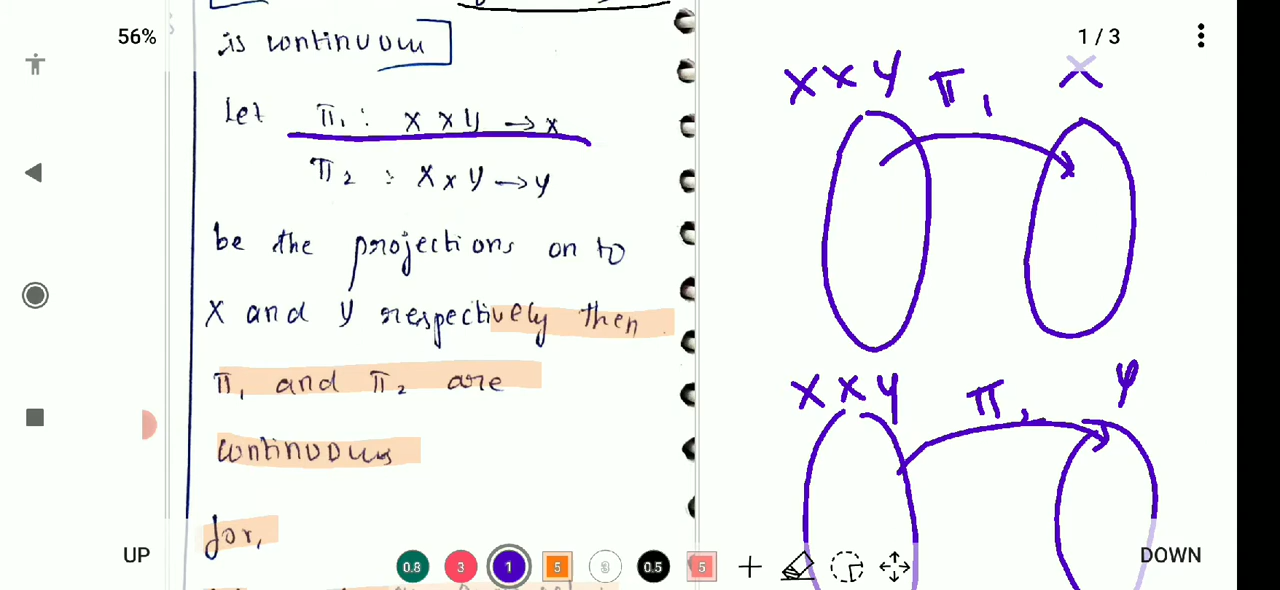 56%
is continuous
Let π₁ : X x Y → X
π₂ : X x Y → Y
be the projections on to
X and Y respectively then
π₁ and π₂ are
continuous
for,
UP
0.8 3 1 5 3 0.5 5
1 / 3
X x Y π₁ X
X x Y π₂ Y
DOWN